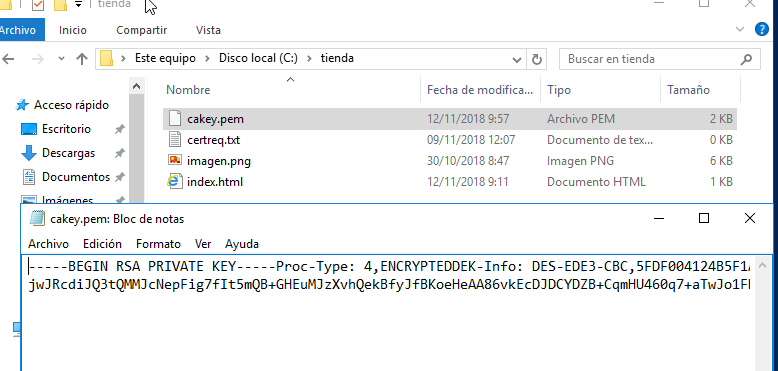 tienda
Archivo Inicio Compartir Vista
Este equipo Disco local (C:) tienda Buscar en tienda
Nombre Fecha de modifica... Tipo Tamaño
Acceso rápido
Escritorio
Descargas
Documentos
Imágenes
cakey.pem 12/11/2018 9:57 Archivo PEM 2 KB
certreq.txt 09/11/2018 12:07 Documento de tex... 0 KB
imagen.png 30/10/2018 8:47 Imagen PNG 6 KB
index.html 12/11/2018 9:11 Documento HTML 1 KB
cakey.pem: Bloc de notas
Archivo Edición Formato Ver Ayuda
-----BEGIN RSA PRIVATE KEY-----Proc-Type: 4,ENCRYPTEDDEK-Info: DES-EDE3-CBC,5FDF004124B5F1A
jwJRcdiJQ3tQMMJcNepFig7fIt5mQB+GHEuMJzXvhQekBfyJfBKoeHeAA86vkEcDJDCYDZB+CqmHU460q7+aTwJo1F